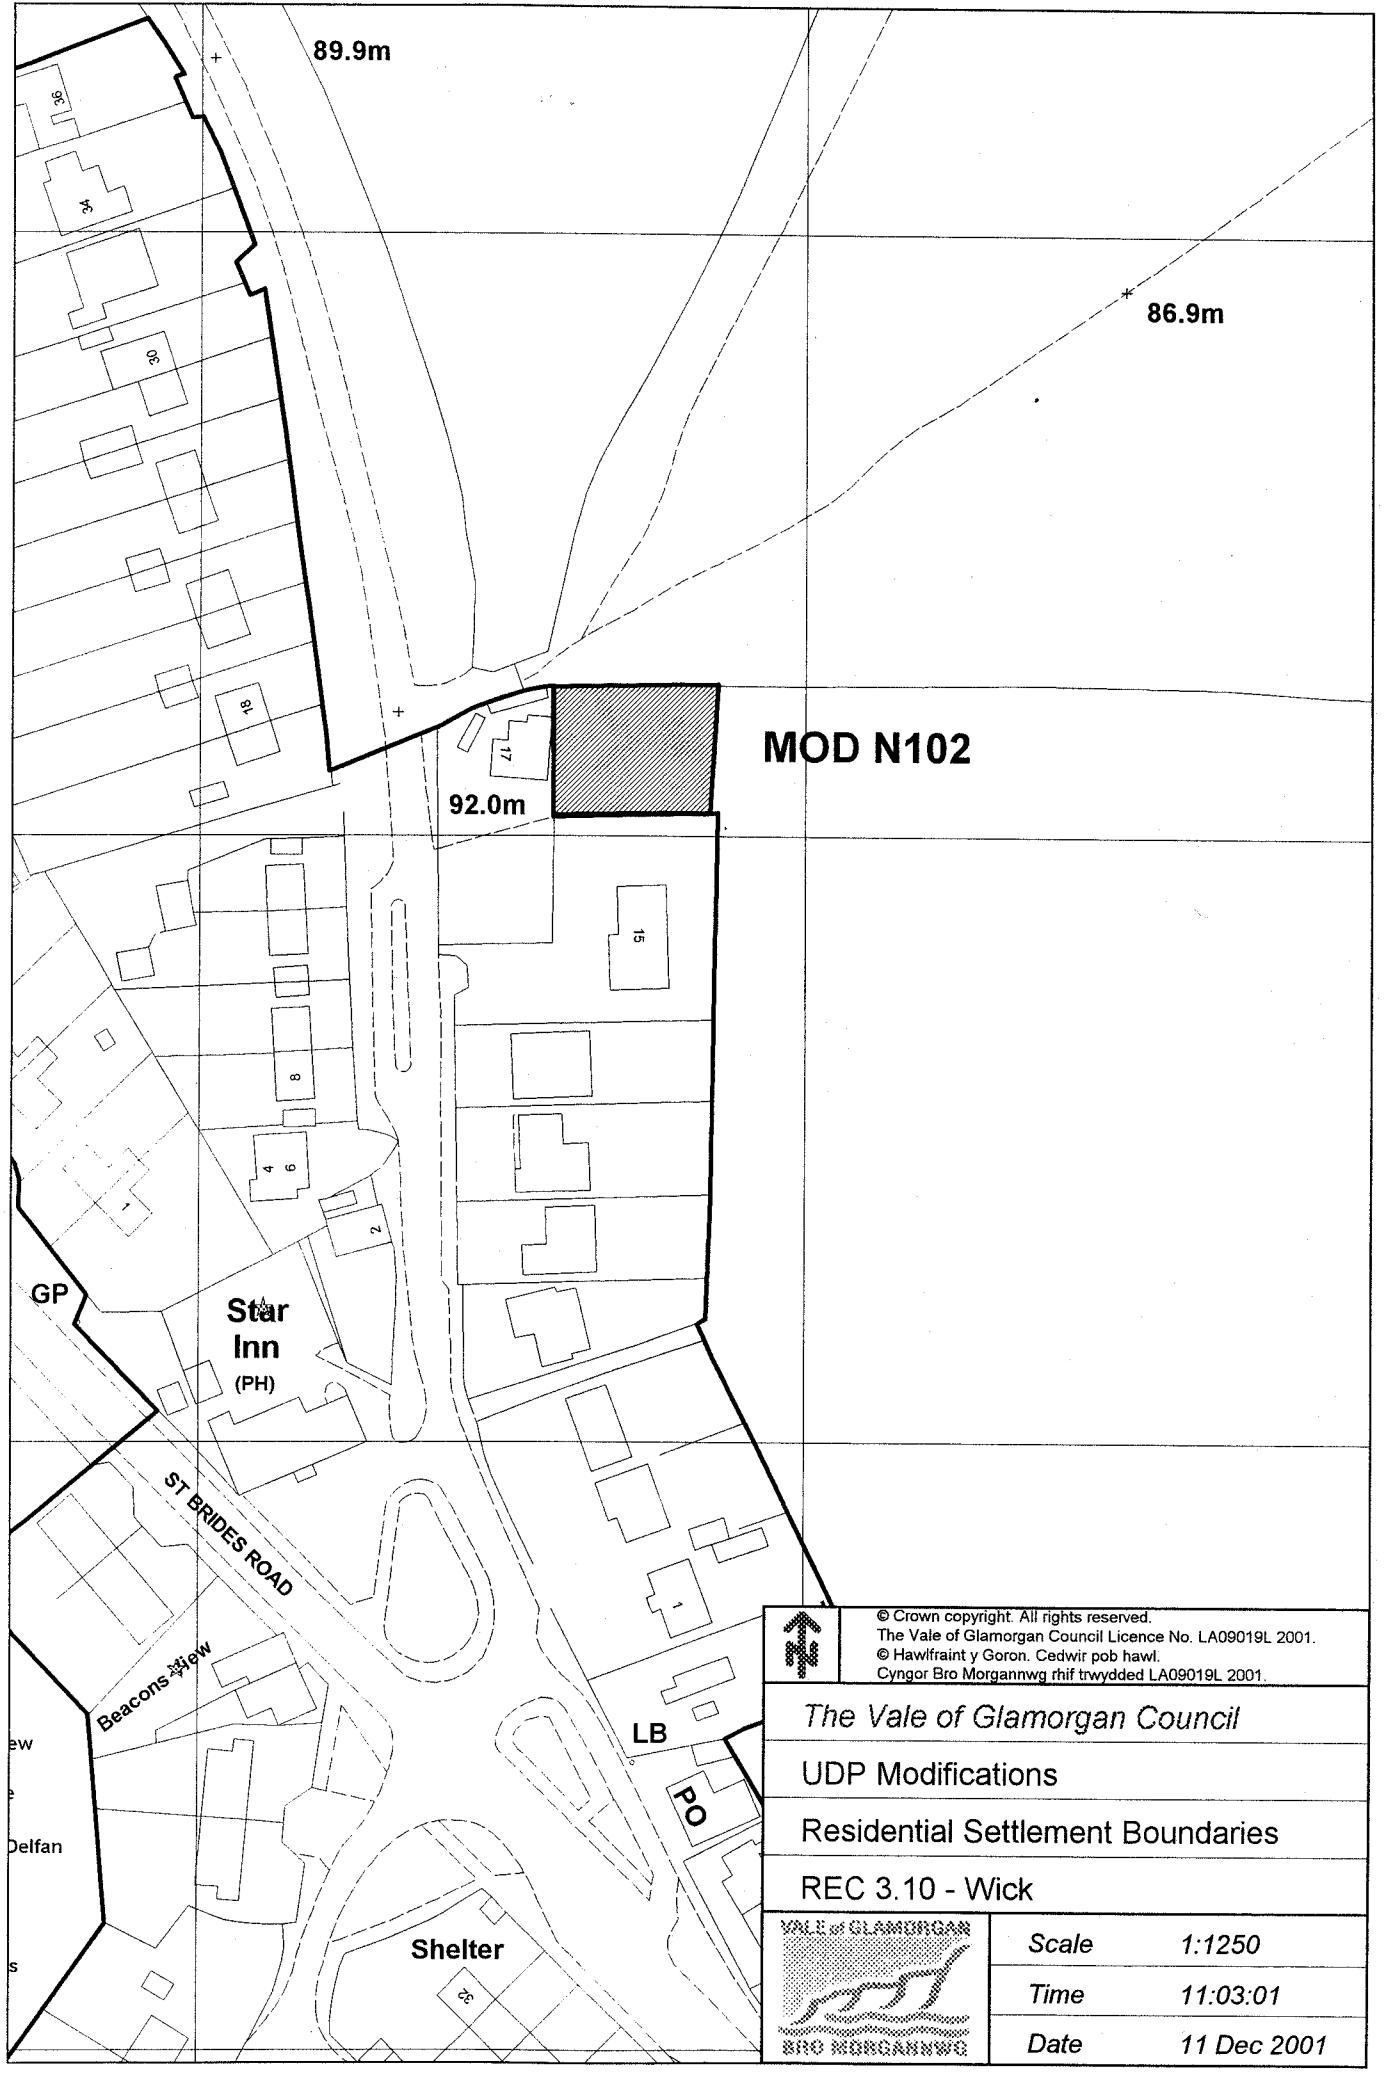 89.9m
36
34
86.9m
30
18
17
MOD N102
92.0m
15
8
4
6
2
1
GP
Star
Inn
(PH)
ST BRIDES ROAD
1
Beacons View
LB
PO
ew
e
Delfan
s
Shelter
32
N
© Crown copyright. All rights reserved.
The Vale of Glamorgan Council Licence No. LA09019L 2001.
© Hawlfraint y Goron. Cedwir pob hawl.
Cyngor Bro Morgannwg rhif trwydded LA09019L 2001.
The Vale of Glamorgan Council
UDP Modifications
Residential Settlement Boundaries
REC 3.10 - Wick
VALE of GLAMORGAN
BRO MORGANNWG
Scale 1:1250
Time 11:03:01
Date 11 Dec 2001